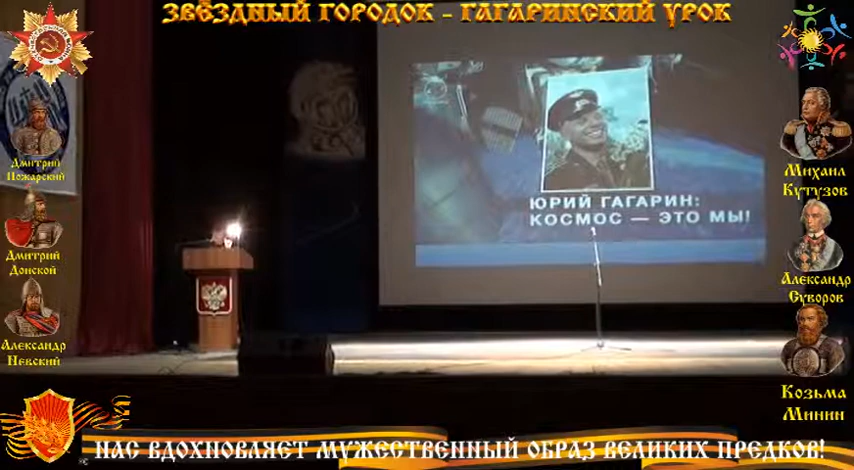 ЗВЁЗДНЫЙ ГОРОДОК - ГАГАРИНСКИЙ УРОК
Дмитрий
Пожарский
Дмитрий
Донской
Александр
Невский
ЮРИЙ ГАГАРИН:
КОСМОС — ЭТО МЫ!
Михаил
Кутузов
Александр
Суворов
Козьма
Минин
НАС ВДОХНОВЛЯЕТ МУЖЕСТВЕННЫЙ ОБРАЗ ВЕЛИКИХ ПРЕДКОВ!